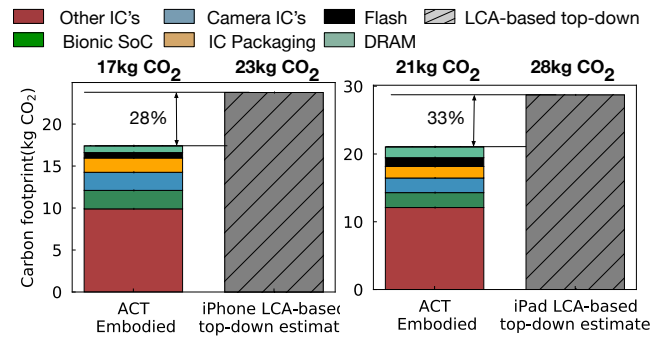 Other IC's Camera IC's Flash LCA-based top-down
Bionic SoC IC Packaging DRAM
17kg CO2 23kg CO2
Carbon footprint(kg CO2)
20
15
10
5
0
28%
ACT
Embodied
iPhone LCA-based
top-down estimat
21kg CO2 28kg CO2
30
20
10
0
33%
ACT
Embodied
iPad LCA-based
top-down estimate